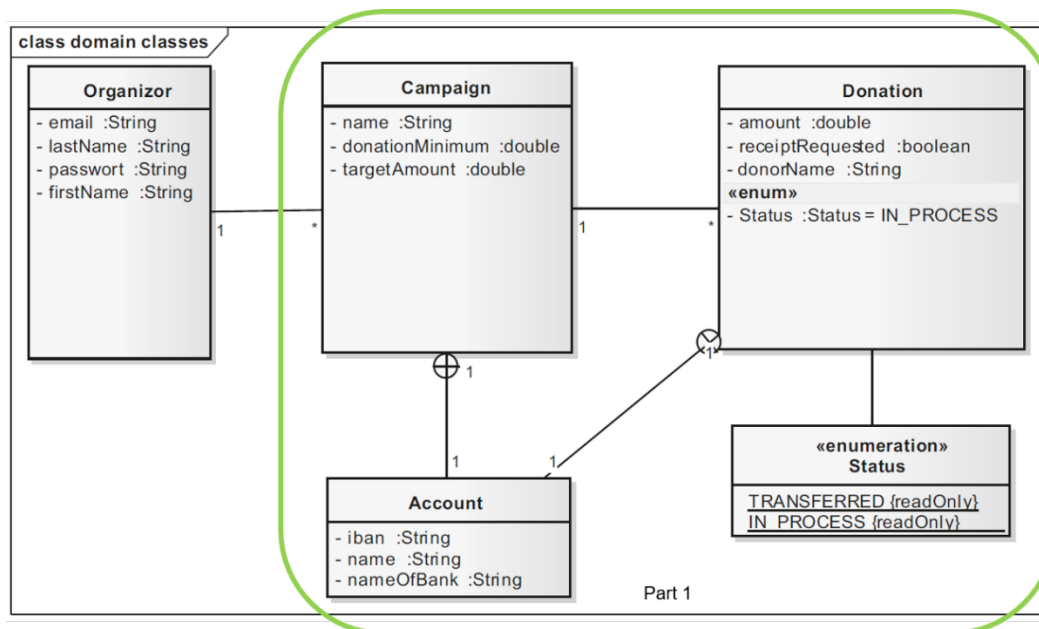 class domain classes
Organizor
- email :String
- lastName :String
- passwort :String
- firstName :String
1
*
Campaign
- name :String
- donationMinimum :double
- targetAmount :double
1
*
Donation
- amount :double
- receiptRequested :boolean
- donorName :String
«enum»
- Status :Status = IN_PROCESS
1
1
1
1
Account
- iban :String
- name :String
- nameOfBank :String
«enumeration»
Status
TRANSFERRED {readOnly}
IN_PROCESS {readOnly}
Part 1